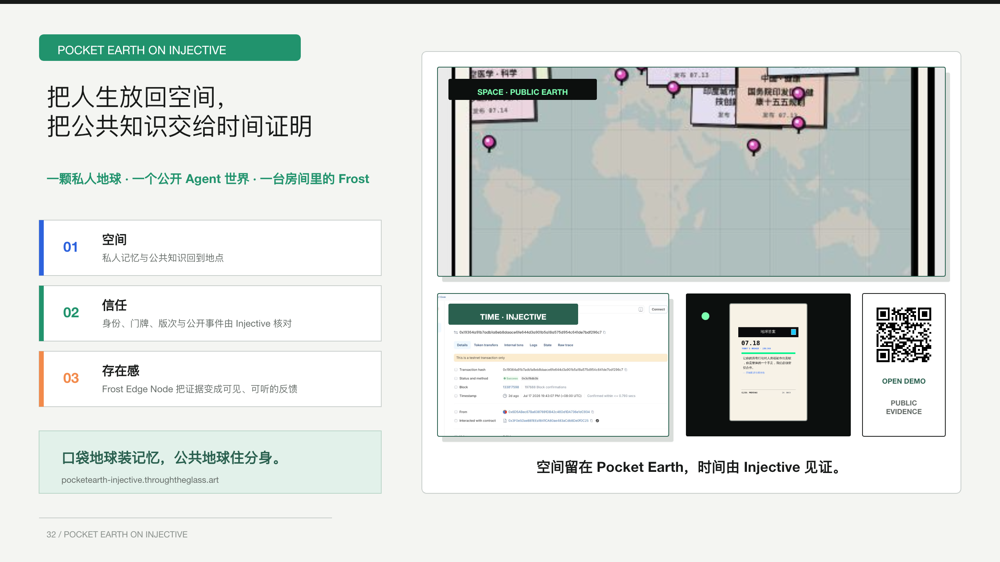 POCKET EARTH ON INJECTIVE
把人生放回空间，
把公共知识交给时间证明
一颗私人地球 · 一个公开 Agent 世界 · 一台房间里的 Frost
01
空间
私人记忆与公共知识回到地点
02
信任
身份、门牌、版次与公开事件由 Injective 核对
03
存在感
Frost Edge Node 把证据变成可见、可听的反馈
口袋地球装记忆，公共地球住分身。
pocketearth-injective.throughtheglass.art
32 / POCKET EARTH ON INJECTIVE
医学 · 科学
SPACE · PUBLIC EARTH
发布 07.14
发布 07.13
印度城市
技创
发布
中国 · 健康
国务院印发 健
康十五五规划
发布 07.13
TIME · INJECTIVE
Connect
0x19364a91b7adb1a8eb8daace6fe644d3a901b5a18a575d954c641de7bdf296c7
Details Token transfers Internal txns Logs State Raw trace
This is a testnet transaction only
Transaction hash 0x19364a91b7adb1a8eb8daace6fe644d3a901b5a18a575d954c641de7bdf296c7
Status and method Success 0x3cf8db3b
Block 133817598 197888 Block confirmations
Timestamp 2d ago Jul 17 2026 19:43:07 PM (+08:00 UTC) Confirmed within <= 0.793 secs
From 0x6D5ABec67Ba6387691DB42c48Dd1DA736e1dC934
Interacted with contract 0x3F0e5DaeB81EEa1B41CA80ae483aCdb8De0f0C25
地球答案
07.18
TODAY'S ANSWER · 199/365
让你的所有行动对人类福祉作出贡献
，你是整体的一个手足，我们必须密
切合作。
CLICK: PREVIOUS 2X: BACK
OPEN DEMO
PUBLIC
EVIDENCE
空间留在 Pocket Earth，时间由 Injective 见证。